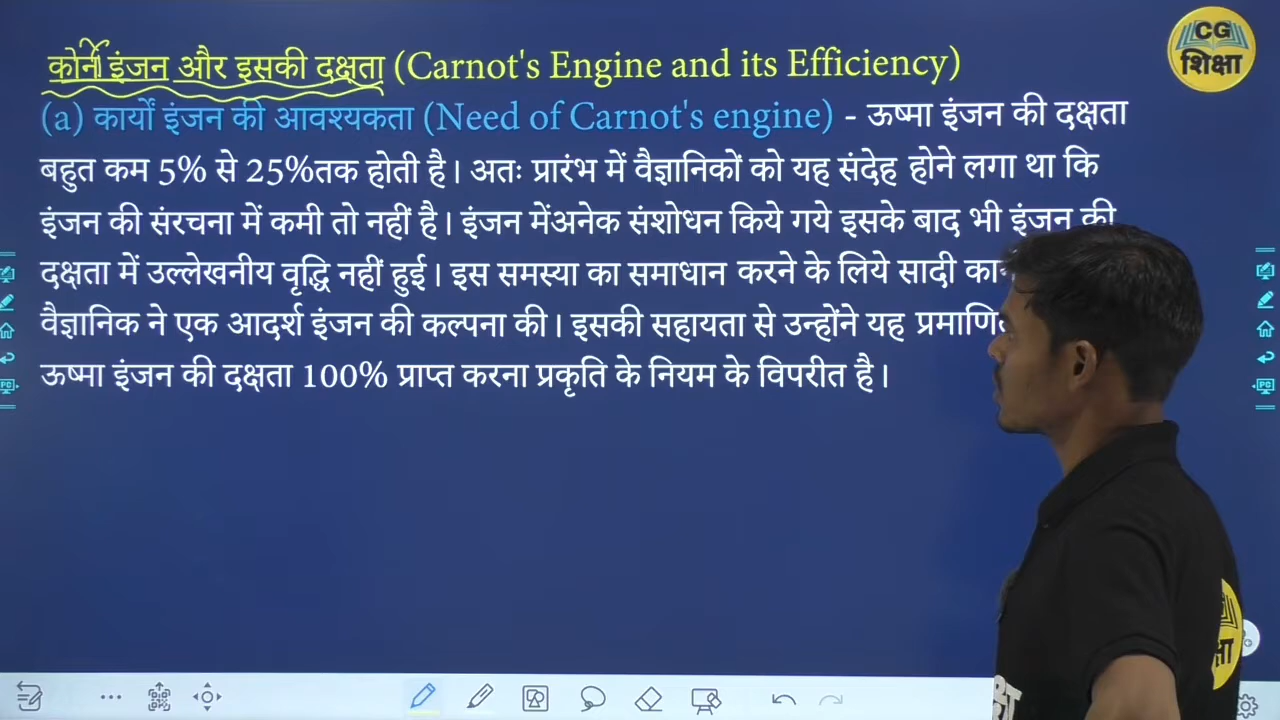 CG
शिक्षा
कोर्नो इंजन और इसकी दक्षता (Carnot's Engine and its Efficiency)
(a) कार्यों इंजन की आवश्यकता (Need of Carnot's engine) - ऊष्मा इंजन की दक्षता
बहुत कम 5% से 25%तक होती है। अतः प्रारंभ में वैज्ञानिकों को यह संदेह होने लगा था कि
इंजन की संरचना में कमी तो नहीं है। इंजन मेंअनेक संशोधन किये गये इसके बाद भी इंजन की
दक्षता में उल्लेखनीय वृद्धि नहीं हुई। इस समस्या का समाधान करने के लिये सादी
वैज्ञानिक ने एक आदर्श इंजन की कल्पना की। इसकी सहायता से उन्होंने यह
ऊष्मा इंजन की दक्षता 100% प्राप्त करना प्रकृति के नियम के विपरीत है।